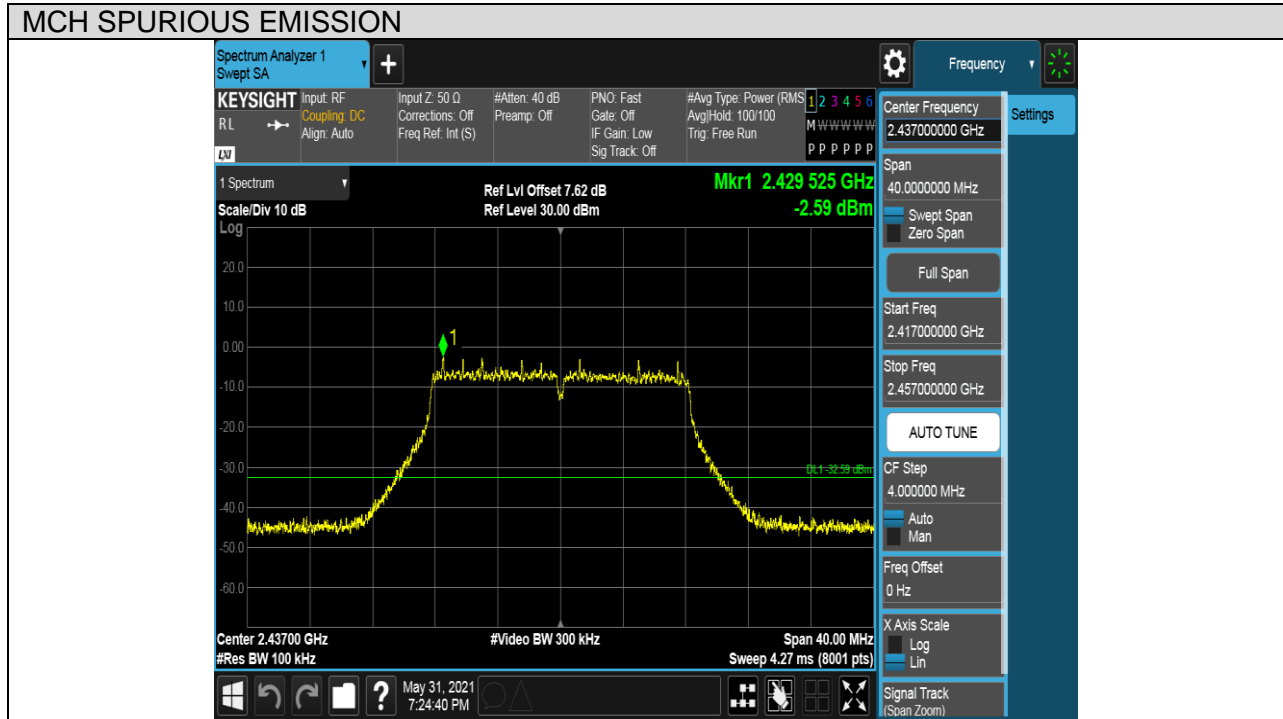 MCH SPURIOUS EMISSION
Spectrum Analyzer 1
Swept SA
+
Frequency
KEYSIGHT
RL
LXI
Input: RF
Coupling: DC
Align: Auto
Input Z: 50 Ω
Corrections: Off
Freq Ref: Int (S)
#Atten: 40 dB
Preamp: Off
PNO: Fast
Gate: Off
IF Gain: Low
Sig Track: Off
#Avg Type: Power (RMS
Avg|Hold: 100/100
Trig: Free Run
1 2 3 4 5 6
M W W W W W
P P P P P P
1 Spectrum
Scale/Div 10 dB
Log
Ref Lvl Offset 7.62 dB
Ref Level 30.00 dBm
Mkr1 2.429 525 GHz
-2.59 dBm
20.0
10.0
0.00
-10.0
-20.0
-30.0
-40.0
-50.0
-60.0
1
DL1 -32.59 dBm
Center 2.43700 GHz
#Res BW 100 kHz
#Video BW 300 kHz
Span 40.00 MHz
Sweep 4.27 ms (8001 pts)
Center Frequency
2.437000000 GHz
Settings
Span
40.0000000 MHz
Swept Span
Zero Span
Full Span
Start Freq
2.417000000 GHz
Stop Freq
2.457000000 GHz
AUTO TUNE
CF Step
4.000000 MHz
Auto
Man
Freq Offset
0 Hz
X Axis Scale
Log
Lin
Signal Track
(Span Zoom)
?
May 31, 2021
7:24:40 PM